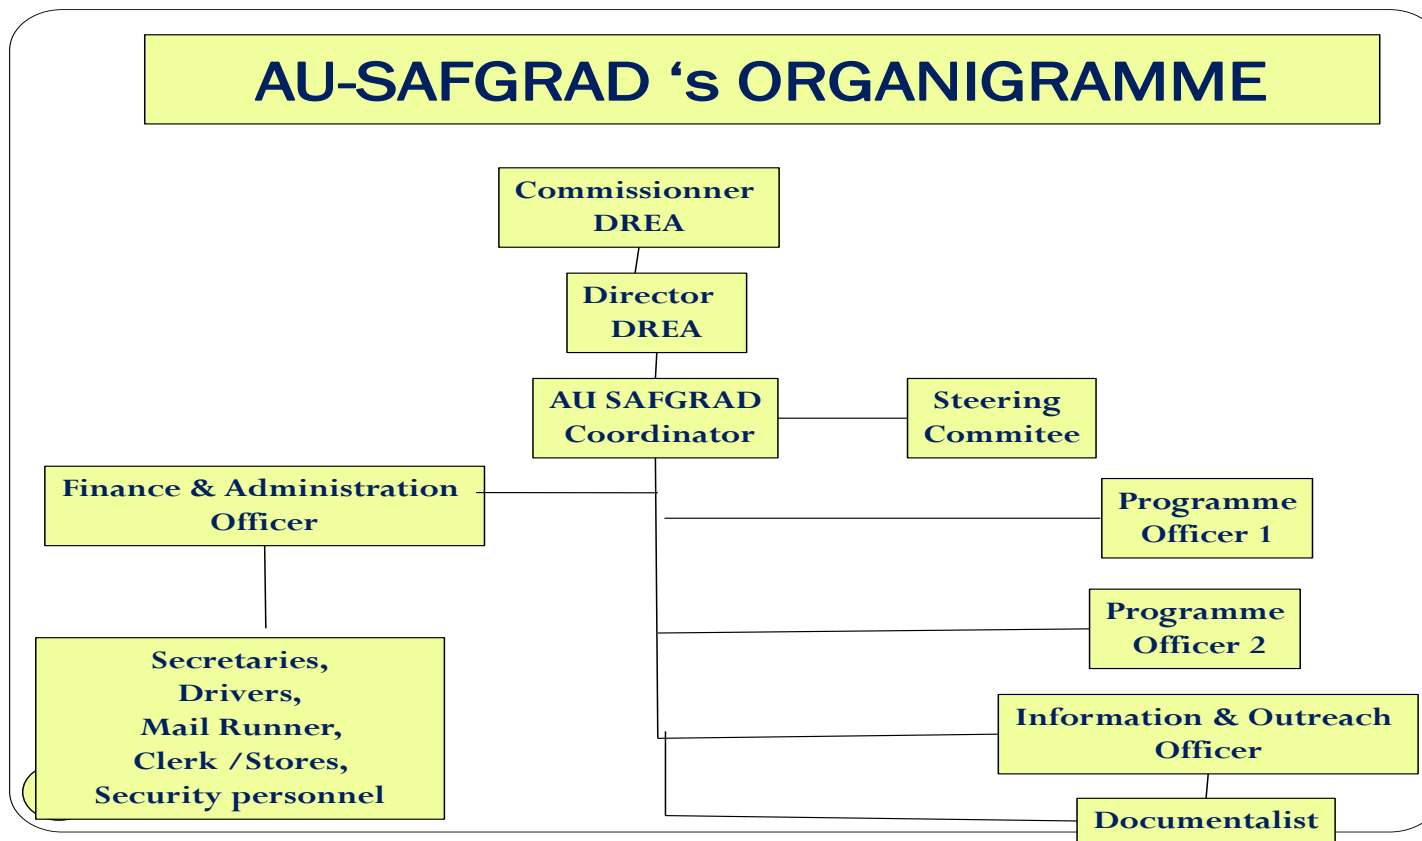 AU-SAFGRAD ‘s ORGANIGRAMME
Commissionner
DREA
Director
DREA
AU SAFGRAD
Coordinator
Steering
Commitee
Finance & Administration
Officer
Programme
Officer 1
Programme
Officer 2
Secretaries,
Drivers,
Mail Runner,
Clerk /Stores,
Security personnel
Information & Outreach
Officer
Documentalist